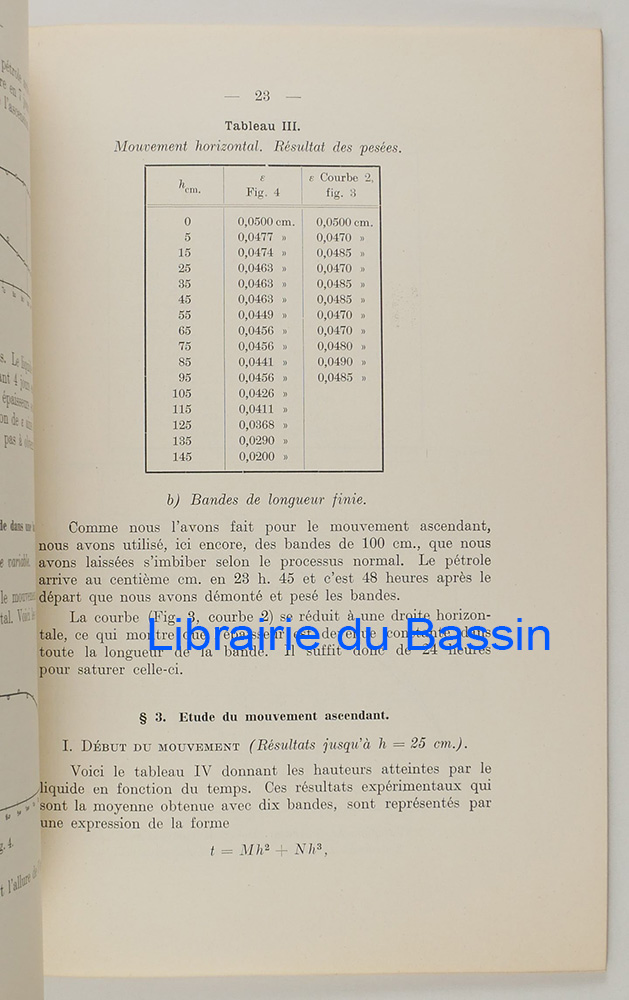 — 23 —
Tableau III.
Mouvement horizontal. Résultat des pesées.
h cm. ε Fig. 4 ε Courbe 2, fig. 3
0 0,0500 cm. 0,0500 cm.
5 0,0477 » 0,0470 »
15 0,0474 » 0,0485 »
25 0,0463 » 0,0470 »
35 0,0463 » 0,0485 »
45 0,0463 » 0,0485 »
55 0,0449 » 0,0470 »
65 0,0456 » 0,0470 »
75 0,0456 » 0,0480 »
85 0,0441 » 0,0490 »
95 0,0456 » 0,0485 »
105 0,0426 »
115 0,0411 »
125 0,0368 »
135 0,0290 »
145 0,0200 »
b) Bandes de longueur finie.
Comme nous l'avons fait pour le mouvement ascendant,
nous avons utilisé, ici encore, des bandes de 100 cm., que nous
avons laissées s'imbiber selon le processus normal. Le pétrole
arrive au centième cm. en 23 h. 45 et c'est 48 heures après le
départ que nous avons démonté et pesé les bandes.
La courbe (Fig. 3, courbe 2) se réduit à une droite horizon-
tale, ce qui montre que l'épaisseur est devenue constante dans
Librairie du Bassin
toute la longueur de la bande. Il suffit donc de 24 heures
pour saturer celle-ci.
§ 3. Etude du mouvement ascendant.
I. DÉBUT DU MOUVEMENT (Résultats jusqu'à h = 25 cm.).
Voici le tableau IV donnant les hauteurs atteintes par le
liquide en fonction du temps. Ces résultats expérimentaux qui
sont la moyenne obtenue avec dix bandes, sont représentés par
une expression de la forme
t = Mh² + Nh³,